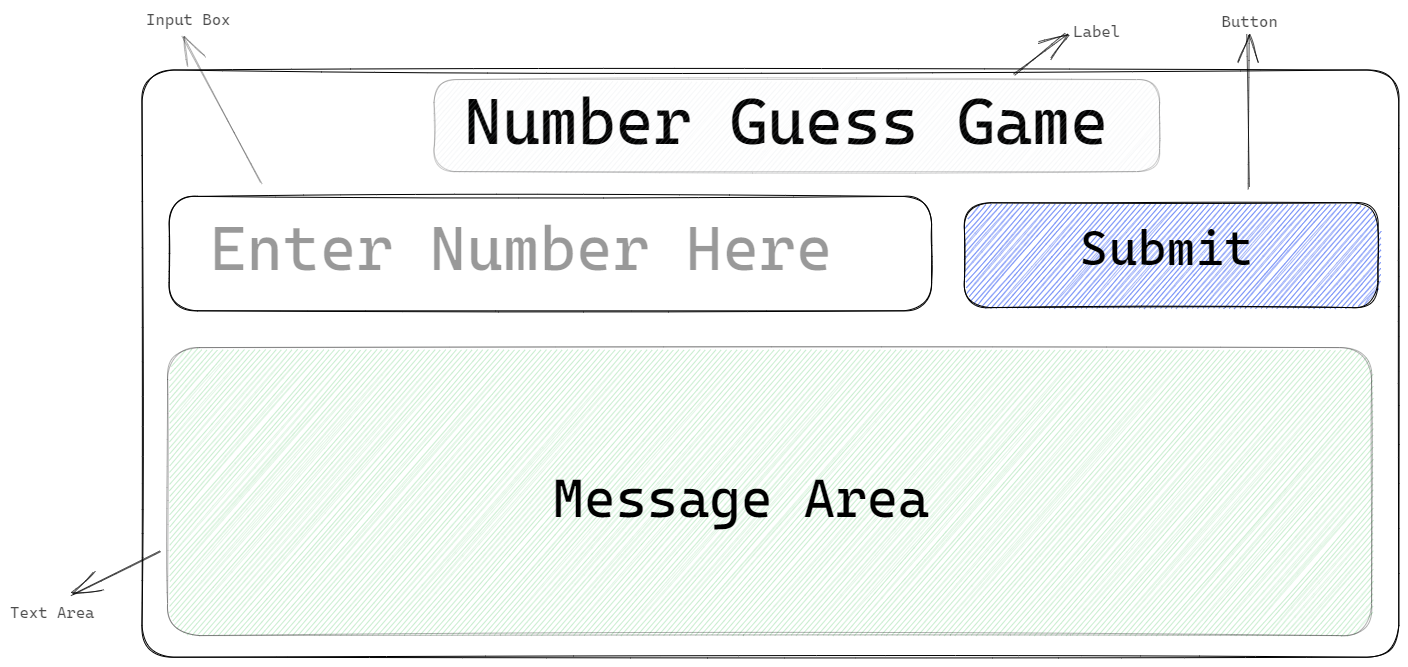 Input Box
Label
Button
Number Guess Game
Enter Number Here
Submit
Message Area
Text Area